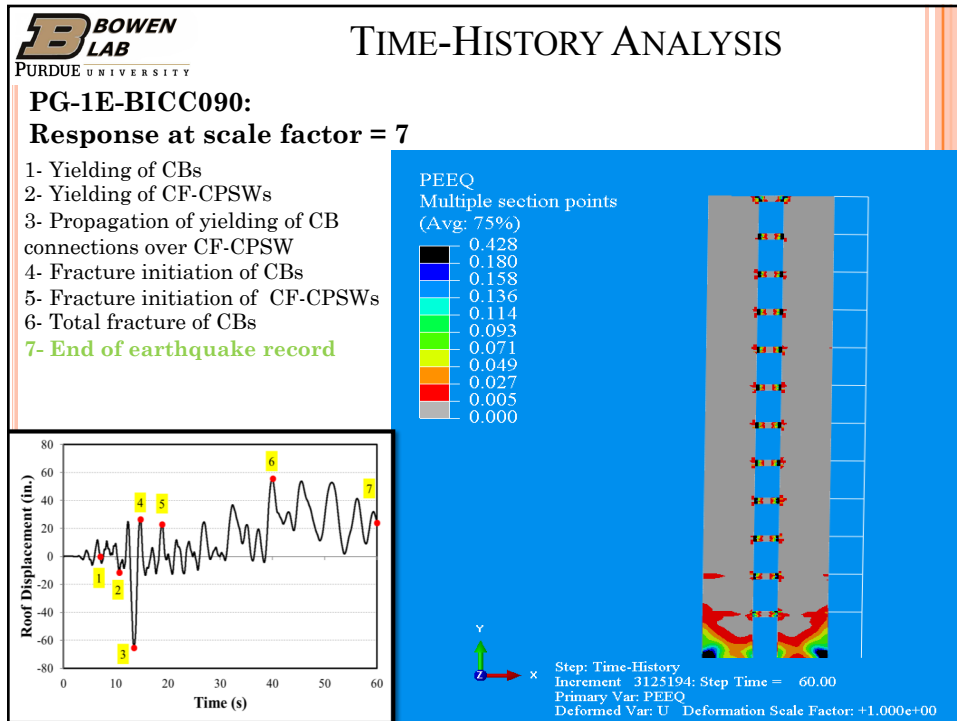 BOWEN
LAB
PURDUE UNIVERSITY
TIME-HISTORY ANALYSIS
PG-1E-BICC090:
Response at scale factor = 7
1- Yielding of CBs
2- Yielding of CF-CPSWs
3- Propagation of yielding of CB
connections over CF-CPSW
4- Fracture initiation of CBs
5- Fracture initiation of CF-CPSWs
6- Total fracture of CBs
7- End of earthquake record
PEEQ
Multiple section points
(Avg: 75%)
0.428
0.180
0.158
0.136
0.114
0.093
0.071
0.049
0.027
0.005
0.000
80
60
40
20
0
-20
-40
-60
-80
Roof Displacement (in.)
1
2
3
4
5
6
7
0 10 20 30 40 50 60
Time (s)
Y
Z
X
Step: Time-History
Increment 3125194: Step Time = 60.00
Primary Var: PEEQ
Deformed Var: U Deformation Scale Factor: +1.000e+00